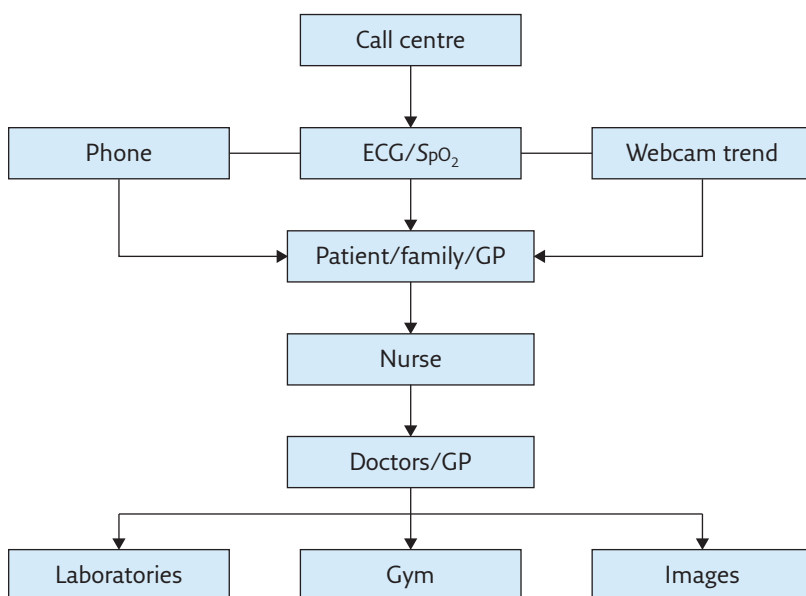 Call centre
Phone
ECG/SpO₂
Webcam trend
Patient/family/GP
Nurse
Doctors/GP
Laboratories
Gym
Images